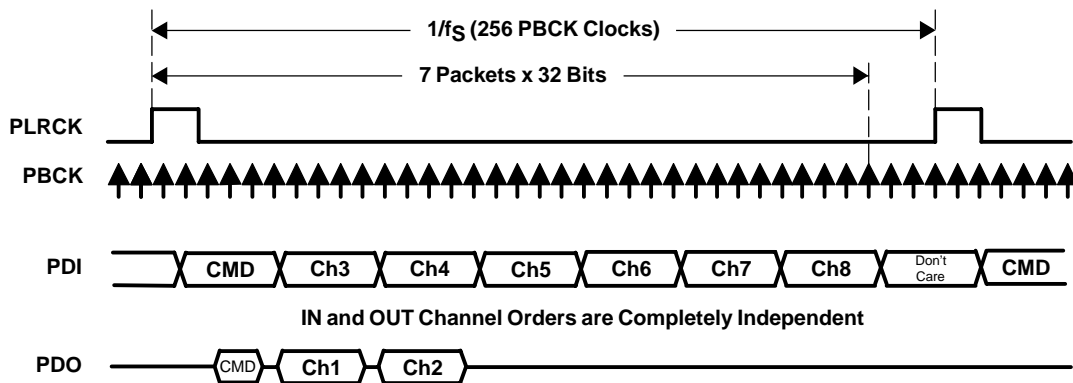 1/fS (256 PBCK Clocks)
7 Packets x 32 Bits
PLRCK
PBCK
PDI CMD Ch3 Ch4 Ch5 Ch6 Ch7 Ch8 Don't Care CMD
IN and OUT Channel Orders are Completely Independent
PDO CMD Ch1 Ch2